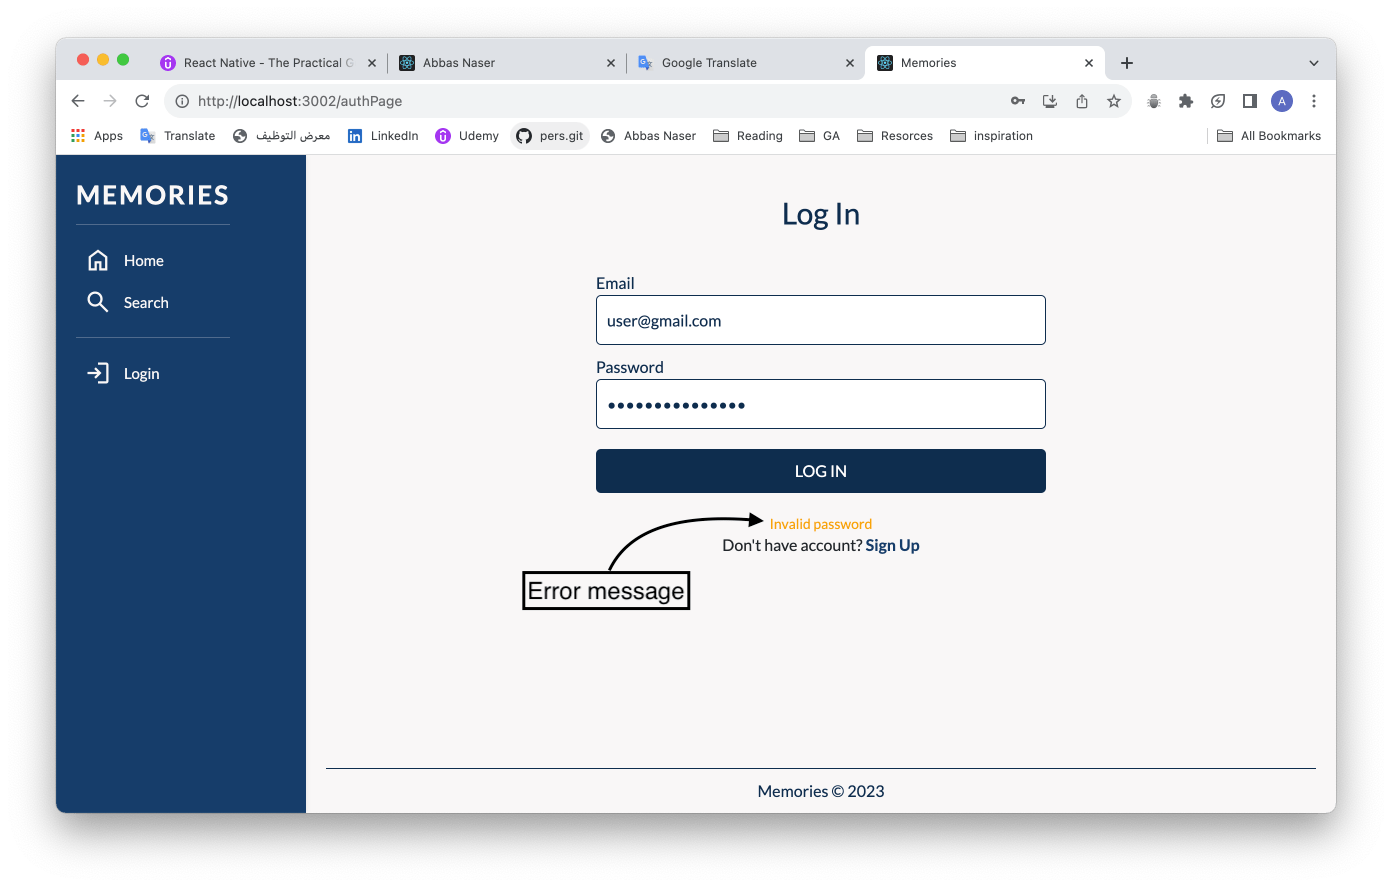 React Native - The Practical G
Abbas Naser
Google Translate
Memories
http://localhost:3002/authPage
A
Apps
Translate
معرض التوظيف
LinkedIn
Udemy
pers.git
Abbas Naser
Reading
GA
Resorces
inspiration
All Bookmarks
MEMORIES
Home
Search
Login
Log In
Email
user@gmail.com
Password
LOG IN
Invalid password
Don't have account? Sign Up
Error message
Memories © 2023